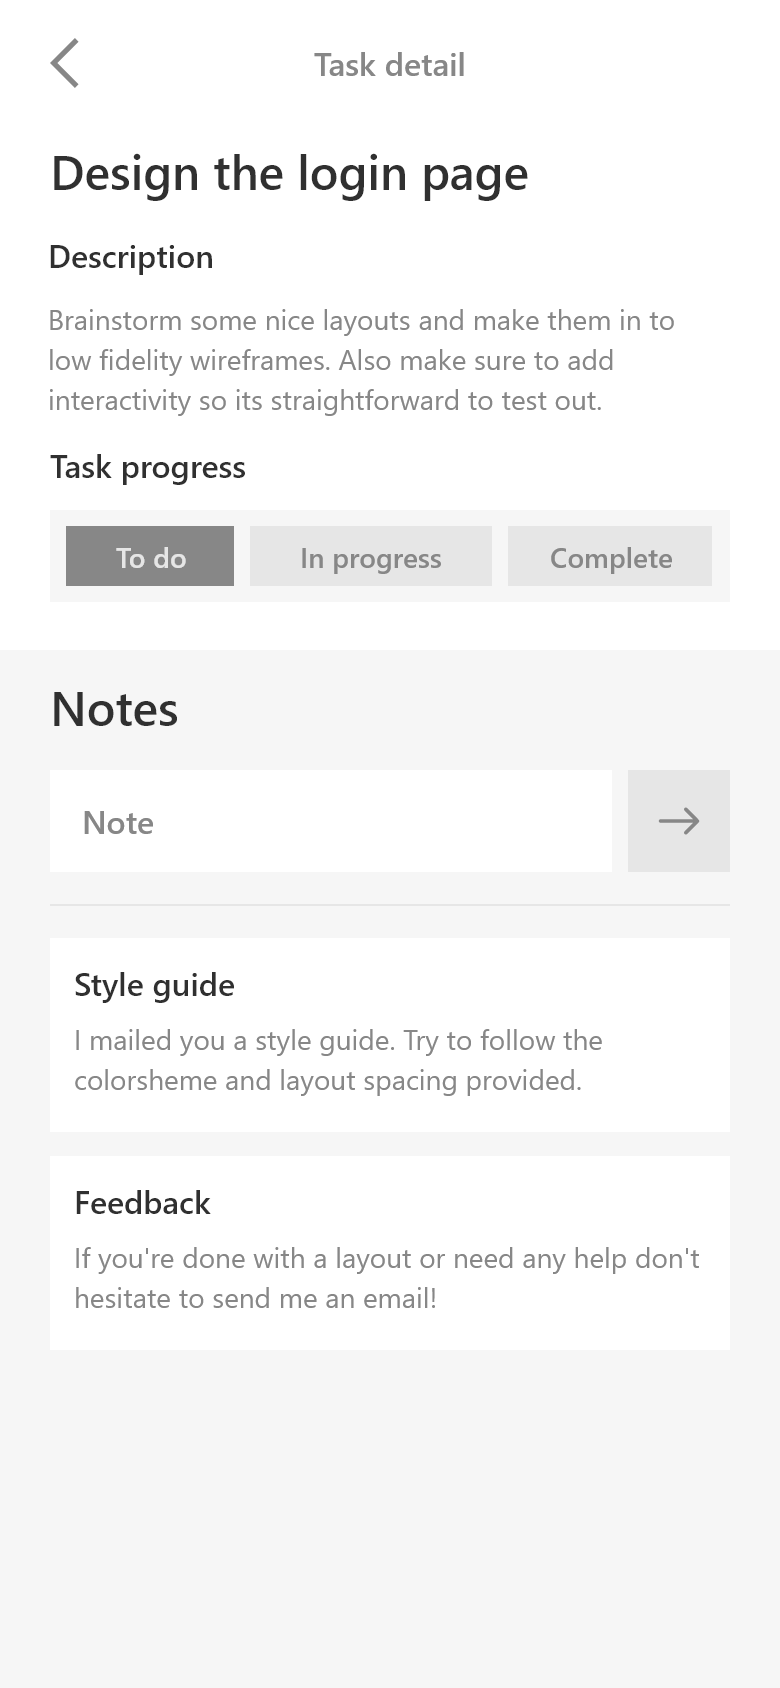 Task detail
Design the login page
Description
Brainstorm some nice layouts and make them in to
low fidelity wireframes. Also make sure to add
interactivity so its straightforward to test out.
Task progress
To do
In progress
Complete
Notes
Note
Style guide
I mailed you a style guide. Try to follow the
colorsheme and layout spacing provided.
Feedback
If you're done with a layout or need any help don't
hesitate to send me an email!